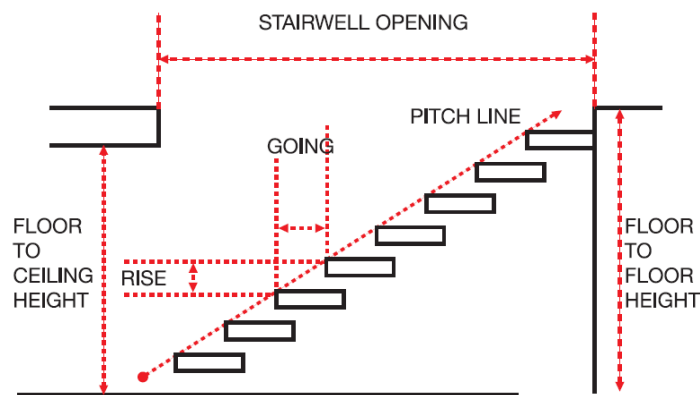 STAIRWELL OPENING
PITCH LINE
GOING
FLOOR
TO
CEILING
HEIGHT
RISE
FLOOR
TO
FLOOR
HEIGHT